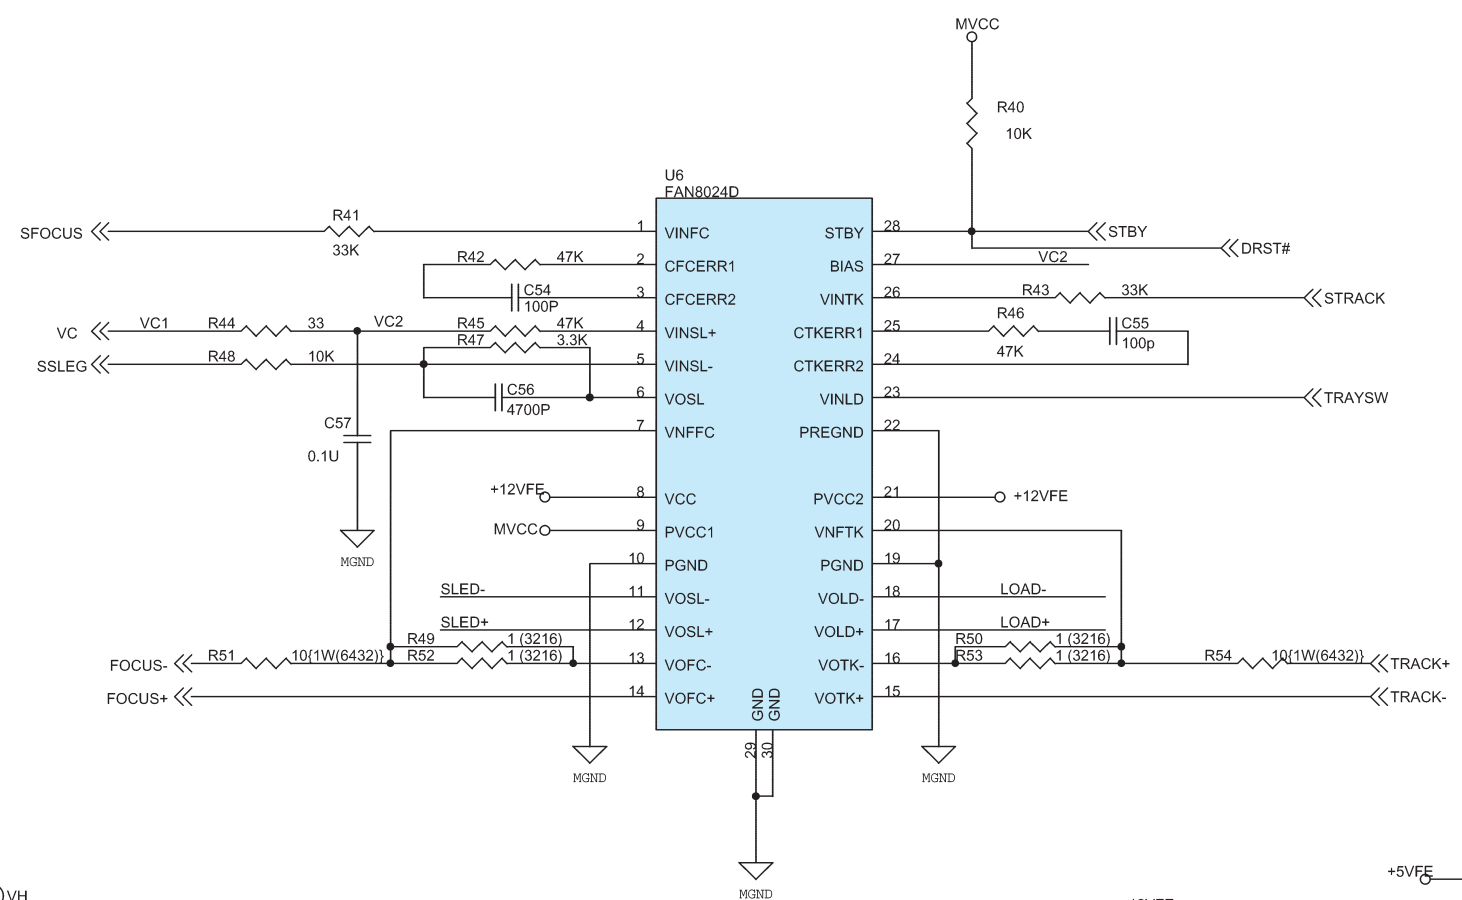 MVCC
R40
10K
U6
FAN8024D
SFOCUS
R41
33K
1
VINFC
STBY
28
STBY
DRST#
R42
47K
2
CFCERR1
BIAS
27
VC2
C54
100P
3
CFCERR2
VINTK
26
R43
33K
STRACK
VC
VC1
R44
33
VC2
R45
47K
4
VINSL+
CTKERR1
25
R46
47K
C55
100p
R47
3.3K
SSLEG
R48
10K
5
VINSL-
CTKERR2
24
C56
4700P
6
VOSL
VINLD
23
TRAYSW
C57
0.1U
MGND
7
VNFFC
PREGND
22
+12VFE
8
VCC
PVCC2
21
+12VFE
MVCC
9
PVCC1
VNFTK
20
10
PGND
PGND
19
SLED-
11
VOSL-
VOLD-
18
LOAD-
SLED+
12
VOSL+
VOLD+
17
LOAD+
R49
1 (3216)
R50
1 (3216)
FOCUS-
R51
10{1W(6432)}
R52
1 (3216)
13
VOFC-
VOTK-
16
R53
1 (3216)
R54
10{1W(6432)}
TRACK+
FOCUS+
14
VOFC+
VOTK+
15
TRACK-
GND
GND
29
30
MGND
MGND
MGND
+5VFE
VH